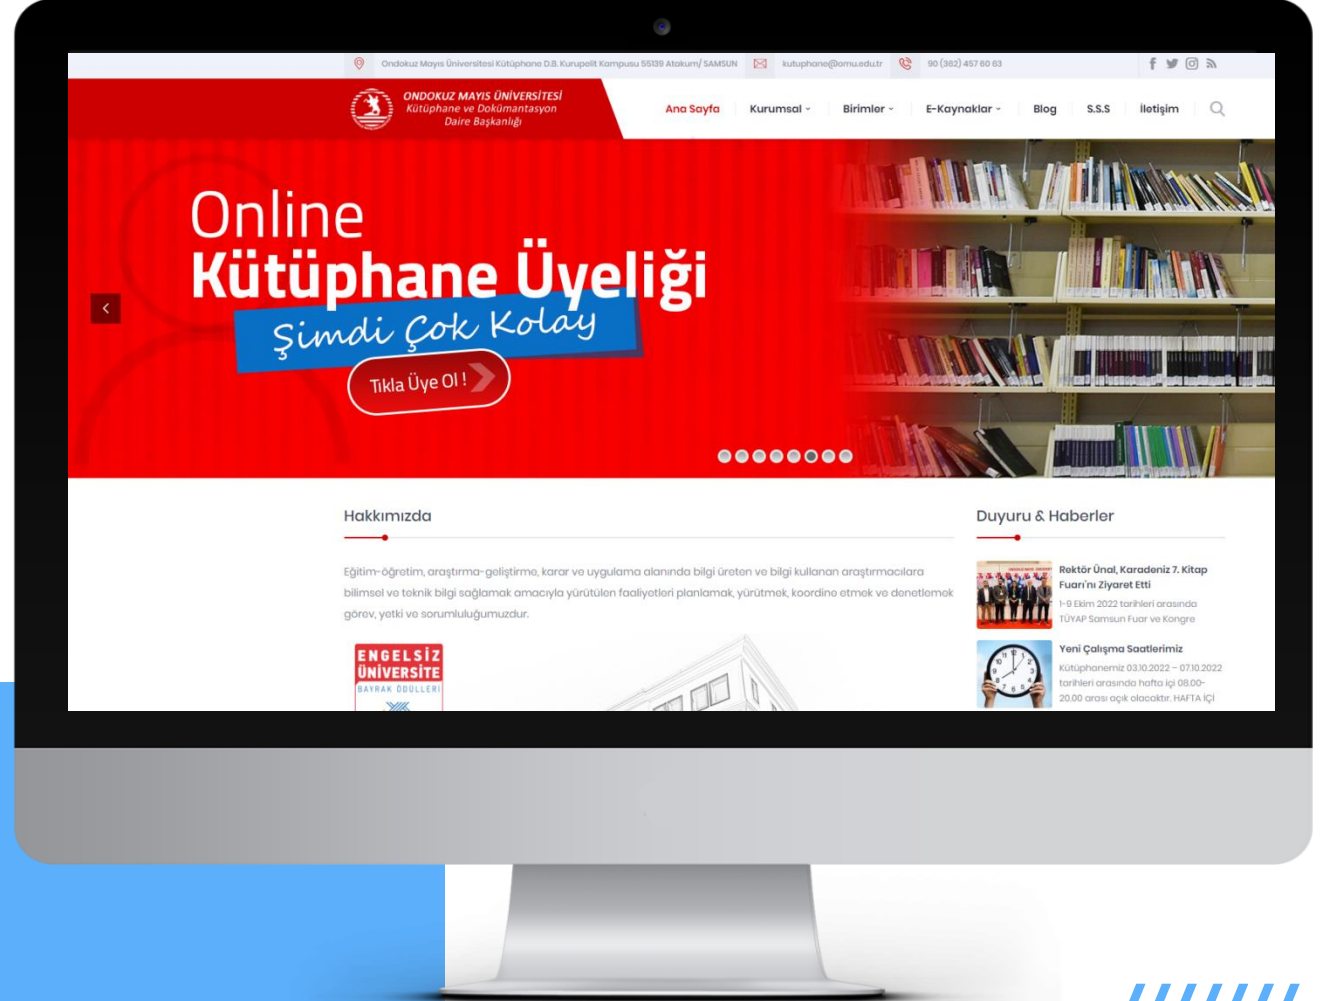 Ondokuz Mayıs Üniversitesi Kütüphane D.B. Kurupelit Kampusu 55139 Atakum/ SAMSUN
kutuphane@omu.edu.tr
90 (362) 457 60 63
ONDOKUZ MAYIS ÜNİVERSİTESİ
Kütüphane ve Dokümantasyon
Daire Başkanlığı
Ana Sayfa
Kurumsal
Birimler
E-Kaynaklar
Blog
S.S.S
İletişim
Online
Kütüphane Üyeliği
Şimdi Çok Kolay
Tıkla Üye Ol !
Hakkımızda
Eğitim-öğretim, araştırma-geliştirme, karar ve uygulama alanında bilgi üreten ve bilgi kullanan araştırmacılara
bilimsel ve teknik bilgi sağlamak amacıyla yürütülen faaliyetleri planlamak, yürütmek, koordine etmek ve denetlemek
görev, yetki ve sorumluluğumuzdur.
ENGELSİZ
ÜNİVERSİTE
BAYRAK ÖDÜLLERİ
Duyuru & Haberler
Rektör Ünal, Karadeniz 7. Kitap
Fuarı'nı Ziyaret Etti
1-9 Ekim 2022 tarihleri arasında
TÜYAP Samsun Fuar ve Kongre
Yeni Çalışma Saatlerimiz
Kütüphanemiz 03.10.2022 – 07.10.2022
tarihleri arasında hafta içi 08.00-
20.00 arası açık olacaktır. HAFTA İÇİ